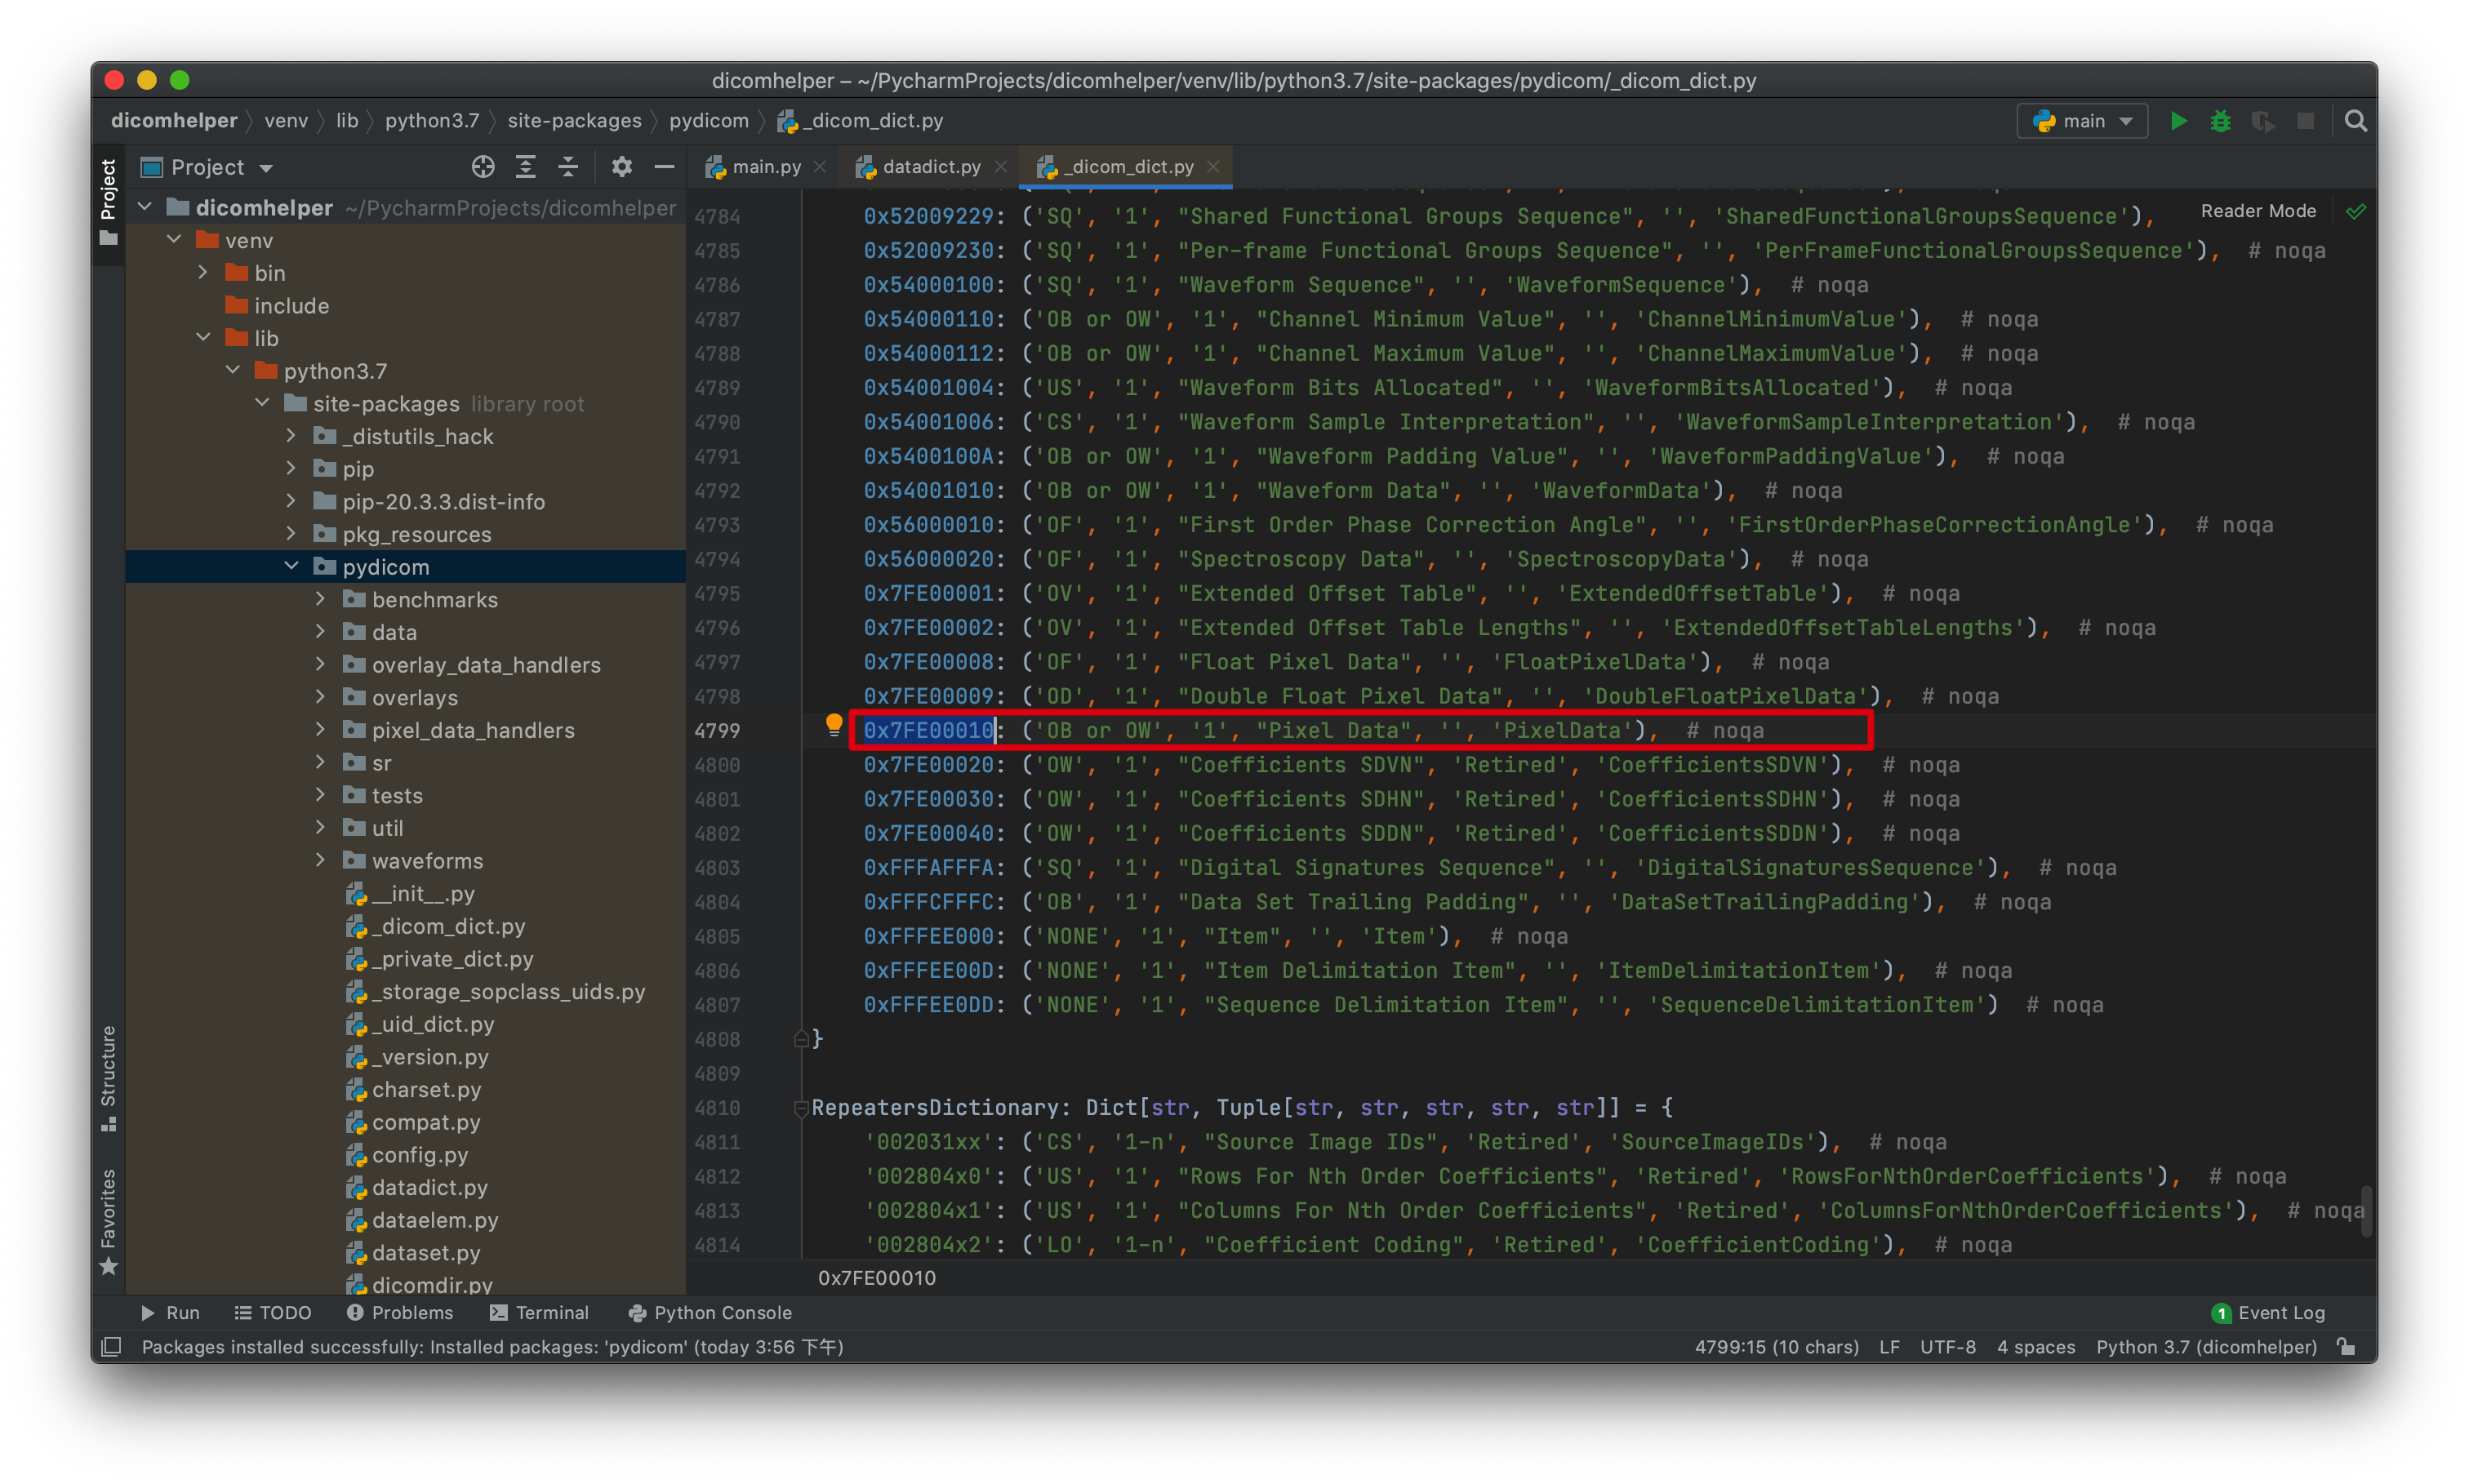 dicomhelper – ~/PycharmProjects/dicomhelper/venv/lib/python3.7/site-packages/pydicom/_dicom_dict.py
dicomhelper venv lib python3.7 site-packages pydicom _dicom_dict.py main
Project
Project
main.py datadict.py _dicom_dict.py
Reader Mode
dicomhelper ~/PycharmProjects/dicomhelper
venv
bin
include
lib
python3.7
site-packages library root
_distutils_hack
pip
pip-20.3.3.dist-info
pkg_resources
pydicom
benchmarks
data
overlay_data_handlers
overlays
pixel_data_handlers
sr
tests
util
waveforms
__init__.py
_dicom_dict.py
_private_dict.py
_storage_sopclass_uids.py
_uid_dict.py
_version.py
charset.py
compat.py
config.py
datadict.py
dataelem.py
dataset.py
dicomdir.py
Structure
Favorites
4784 0x52009229: ('SQ', '1', "Shared Functional Groups Sequence", '', 'SharedFunctionalGroupsSequence'),
4785 0x52009230: ('SQ', '1', "Per-frame Functional Groups Sequence", '', 'PerFrameFunctionalGroupsSequence'), # noqa
4786 0x54000100: ('SQ', '1', "Waveform Sequence", '', 'WaveformSequence'), # noqa
4787 0x54000110: ('OB or OW', '1', "Channel Minimum Value", '', 'ChannelMinimumValue'), # noqa
4788 0x54000112: ('OB or OW', '1', "Channel Maximum Value", '', 'ChannelMaximumValue'), # noqa
4789 0x54001004: ('US', '1', "Waveform Bits Allocated", '', 'WaveformBitsAllocated'), # noqa
4790 0x54001006: ('CS', '1', "Waveform Sample Interpretation", '', 'WaveformSampleInterpretation'), # noqa
4791 0x5400100A: ('OB or OW', '1', "Waveform Padding Value", '', 'WaveformPaddingValue'), # noqa
4792 0x54001010: ('OB or OW', '1', "Waveform Data", '', 'WaveformData'), # noqa
4793 0x56000010: ('OF', '1', "First Order Phase Correction Angle", '', 'FirstOrderPhaseCorrectionAngle'), # noqa
4794 0x56000020: ('OF', '1', "Spectroscopy Data", '', 'SpectroscopyData'), # noqa
4795 0x7FE00001: ('OV', '1', "Extended Offset Table", '', 'ExtendedOffsetTable'), # noqa
4796 0x7FE00002: ('OV', '1', "Extended Offset Table Lengths", '', 'ExtendedOffsetTableLengths'), # noqa
4797 0x7FE00008: ('OF', '1', "Float Pixel Data", '', 'FloatPixelData'), # noqa
4798 0x7FE00009: ('OD', '1', "Double Float Pixel Data", '', 'DoubleFloatPixelData'), # noqa
4799 0x7FE00010: ('OB or OW', '1', "Pixel Data", '', 'PixelData'), # noqa
4800 0x7FE00020: ('OW', '1', "Coefficients SDVN", 'Retired', 'CoefficientsSDVN'), # noqa
4801 0x7FE00030: ('OW', '1', "Coefficients SDHN", 'Retired', 'CoefficientsSDHN'), # noqa
4802 0x7FE00040: ('OW', '1', "Coefficients SDDN", 'Retired', 'CoefficientsSDDN'), # noqa
4803 0xFFFAFFFA: ('SQ', '1', "Digital Signatures Sequence", '', 'DigitalSignaturesSequence'), # noqa
4804 0xFFFCFFFC: ('OB', '1', "Data Set Trailing Padding", '', 'DataSetTrailingPadding'), # noqa
4805 0xFFFEE000: ('NONE', '1', "Item", '', 'Item'), # noqa
4806 0xFFFEE00D: ('NONE', '1', "Item Delimitation Item", '', 'ItemDelimitationItem'), # noqa
4807 0xFFFEE0DD: ('NONE', '1', "Sequence Delimitation Item", '', 'SequenceDelimitationItem') # noqa
4808 }
4809
4810 RepeatersDictionary: Dict[str, Tuple[str, str, str, str, str]] = {
4811 '002031xx': ('CS', '1-n', "Source Image IDs", 'Retired', 'SourceImageIDs'), # noqa
4812 '002804x0': ('US', '1', "Rows For Nth Order Coefficients", 'Retired', 'RowsForNthOrderCoefficients'), # noqa
4813 '002804x1': ('US', '1', "Columns For Nth Order Coefficients", 'Retired', 'ColumnsForNthOrderCoefficients'), # noqa
4814 '002804x2': ('LO', '1-n', "Coefficient Coding", 'Retired', 'CoefficientCoding'), # noqa
0x7FE00010
Run TODO Problems Terminal Python Console 1 Event Log
Packages installed successfully: Installed packages: 'pydicom' (today 3:56 下午) 4799:15 (10 chars) LF UTF-8 4 spaces Python 3.7 (dicomhelper)